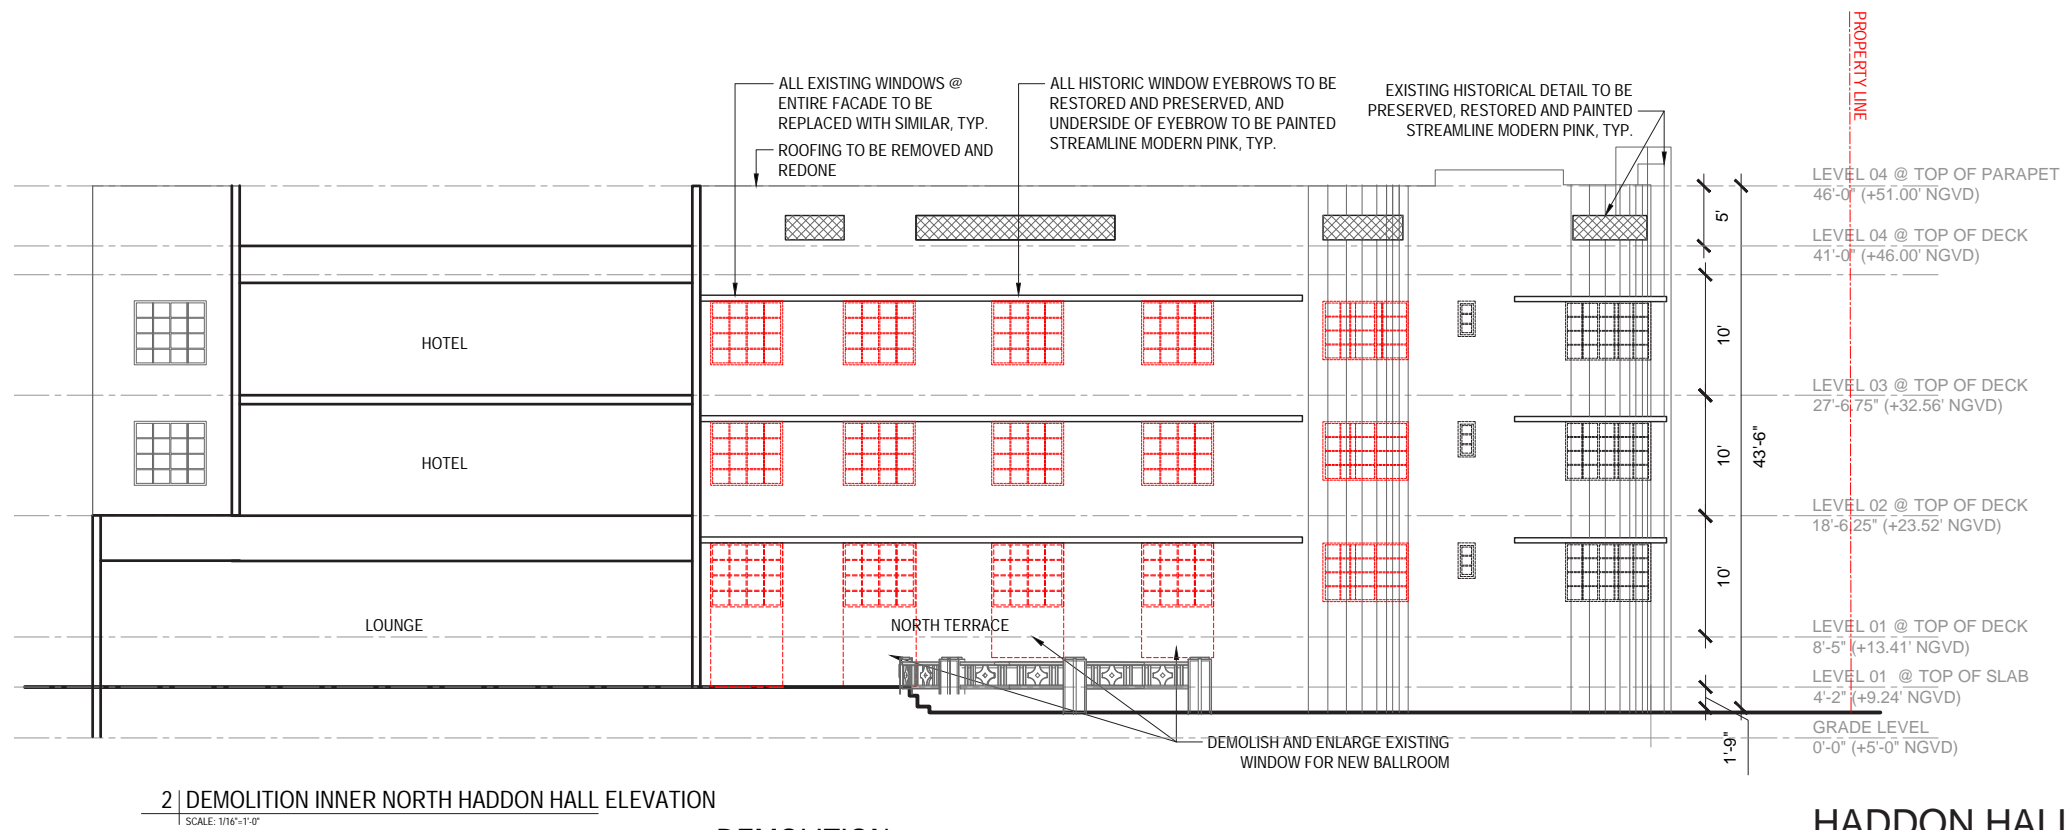 PROPERTY LINE
ALL EXISTING WINDOWS @
ENTIRE FACADE TO BE
REPLACED WITH SIMILAR, TYP.
ROOFING TO BE REMOVED AND
REDONE
ALL HISTORIC WINDOW EYEBROWS TO BE
RESTORED AND PRESERVED, AND
UNDERSIDE OF EYEBROW TO BE PAINTED
STREAMLINE MODERN PINK, TYP.
EXISTING HISTORICAL DETAIL TO BE
PRESERVED, RESTORED AND PAINTED
STREAMLINE MODERN PINK, TYP.
LEVEL 04 @ TOP OF PARAPET
46'-0" (+51.00' NGVD)
5'
LEVEL 04 @ TOP OF DECK
41'-0" (+46.00' NGVD)
HOTEL
10'
LEVEL 03 @ TOP OF DECK
27'-6.75" (+32.56' NGVD)
HOTEL
10'
43'-6"
LEVEL 02 @ TOP OF DECK
18'-6.25" (+23.52' NGVD)
10'
LOUNGE
NORTH TERRACE
LEVEL 01 @ TOP OF DECK
8'-5" (+13.41' NGVD)
LEVEL 01 @ TOP OF SLAB
4'-2" (+9.24' NGVD)
GRADE LEVEL
0'-0" (+5'-0" NGVD)
1'-9"
DEMOLISH AND ENLARGE EXISTING
WINDOW FOR NEW BALLROOM
2 DEMOLITION INNER NORTH HADDON HALL ELEVATION
SCALE: 1/16"=1'-0"
DEMOLITION
HADDON HALL